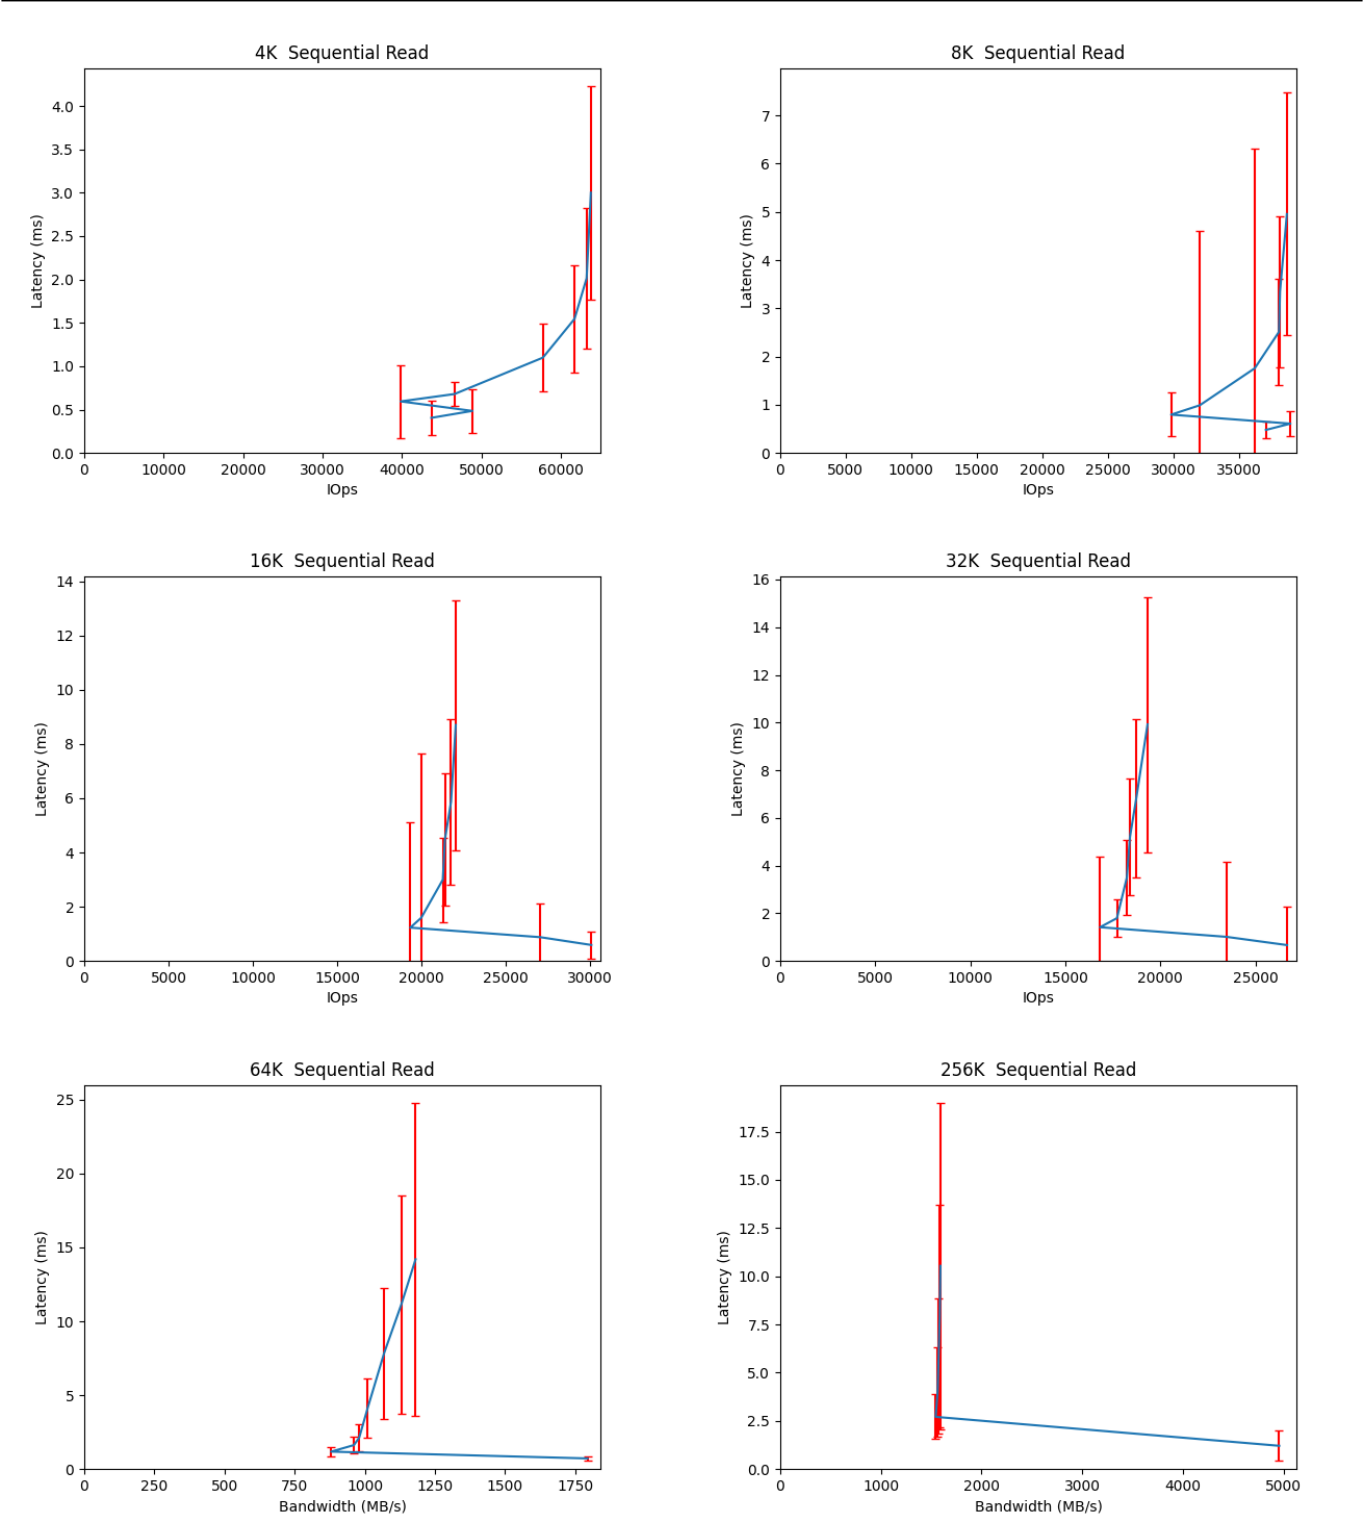 4K  Sequential Read
4.0
3.5
3.0
2.5
2.0
1.5
1.0
0.5
0.0
Latency (ms)
0 10000 20000 30000 40000 50000 60000
IOps
8K  Sequential Read
7
6
5
4
3
2
1
0
Latency (ms)
0 5000 10000 15000 20000 25000 30000 35000
IOps
16K  Sequential Read
14
12
10
8
6
4
2
0
Latency (ms)
0 5000 10000 15000 20000 25000 30000
IOps
32K  Sequential Read
16
14
12
10
8
6
4
2
0
Latency (ms)
0 5000 10000 15000 20000 25000
IOps
64K  Sequential Read
25
20
15
10
5
0
Latency (ms)
0 250 500 750 1000 1250 1500 1750
Bandwidth (MB/s)
256K  Sequential Read
17.5
15.0
12.5
10.0
7.5
5.0
2.5
0.0
Latency (ms)
0 1000 2000 3000 4000 5000
Bandwidth (MB/s)